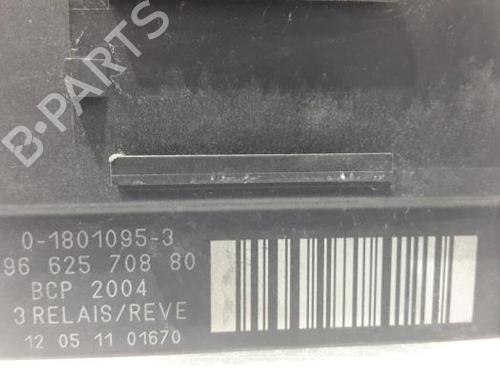 B-PARTS
0-1801095-3
96 625 708 80
BCP 2004
3 RELAIS/REVE
12 05 11 01670